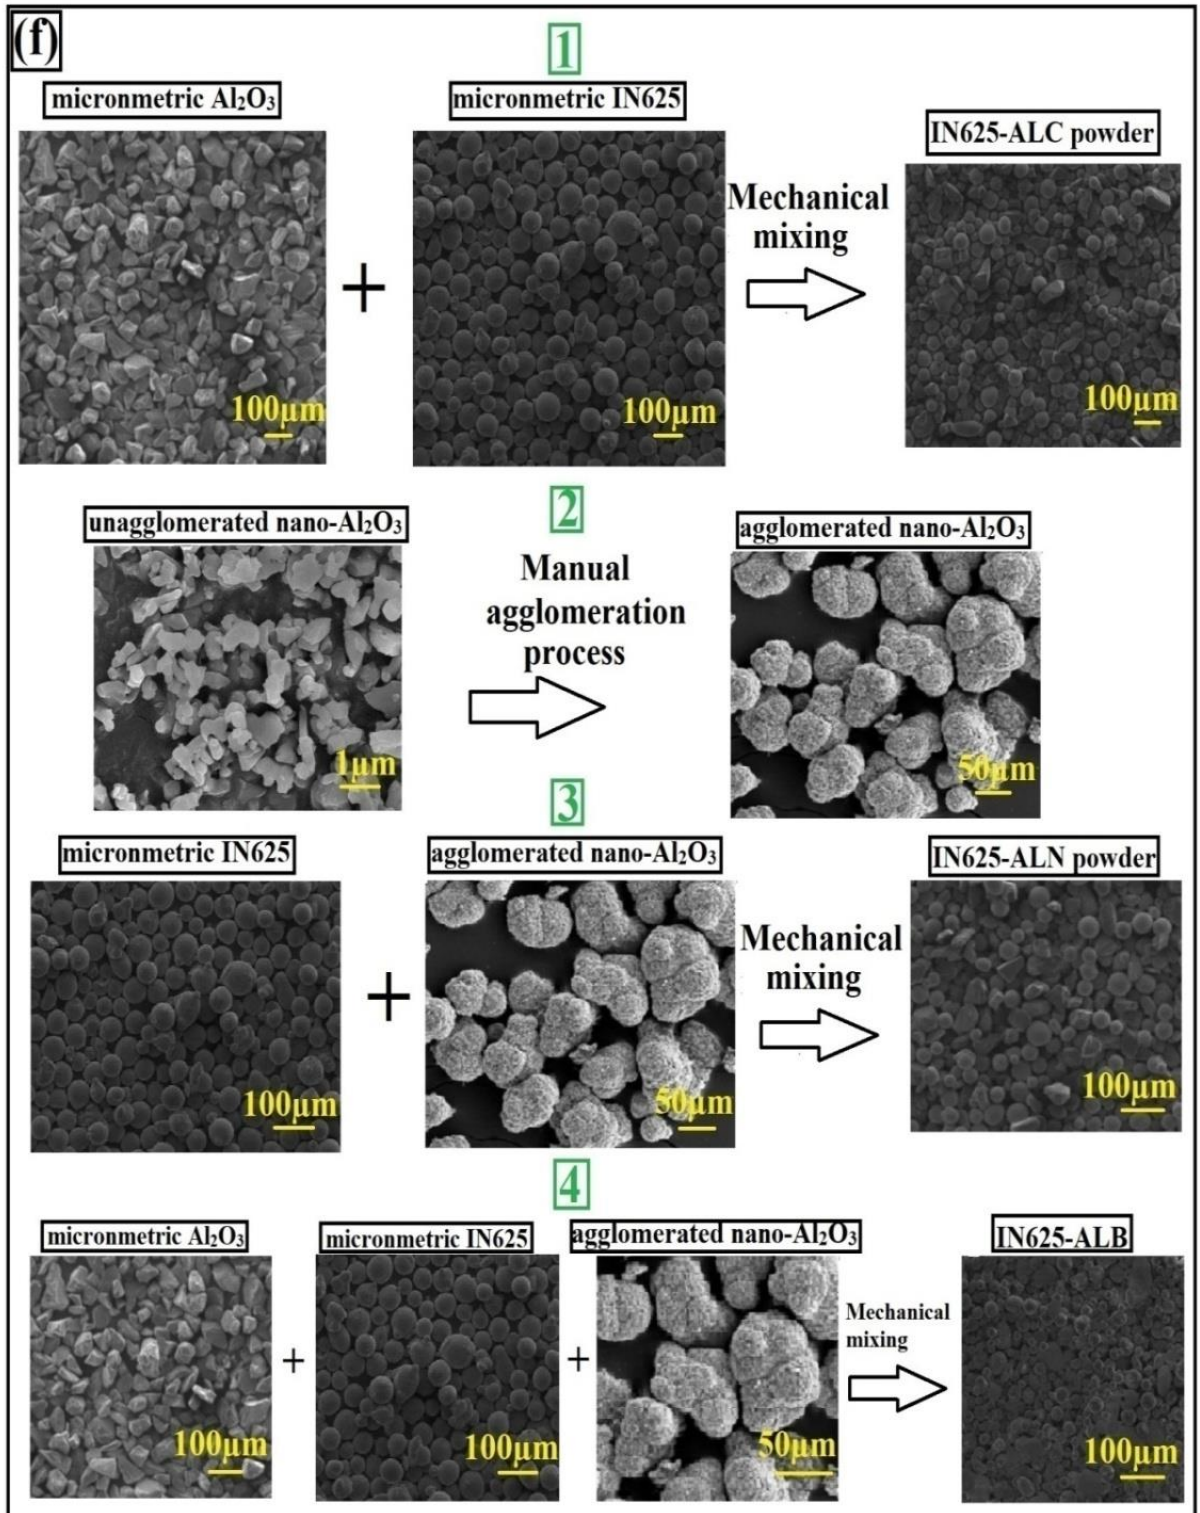 (f)
1
micronmetric Al₂O₃
micronmetric IN625
IN625-ALC powder
+
Mechanical
mixing
100µm
100µm
100µm
2
unagglomerated nano-Al₂O₃
agglomerated nano-Al₂O₃
Manual
agglomeration
process
1µm
50µm
3
micronmetric IN625
agglomerated nano-Al₂O₃
IN625-ALN powder
+
Mechanical
mixing
100µm
50µm
100µm
4
micronmetric Al₂O₃
micronmetric IN625
agglomerated nano-Al₂O₃
IN625-ALB
+
+
Mechanical
mixing
100µm
100µm
50µm
100µm